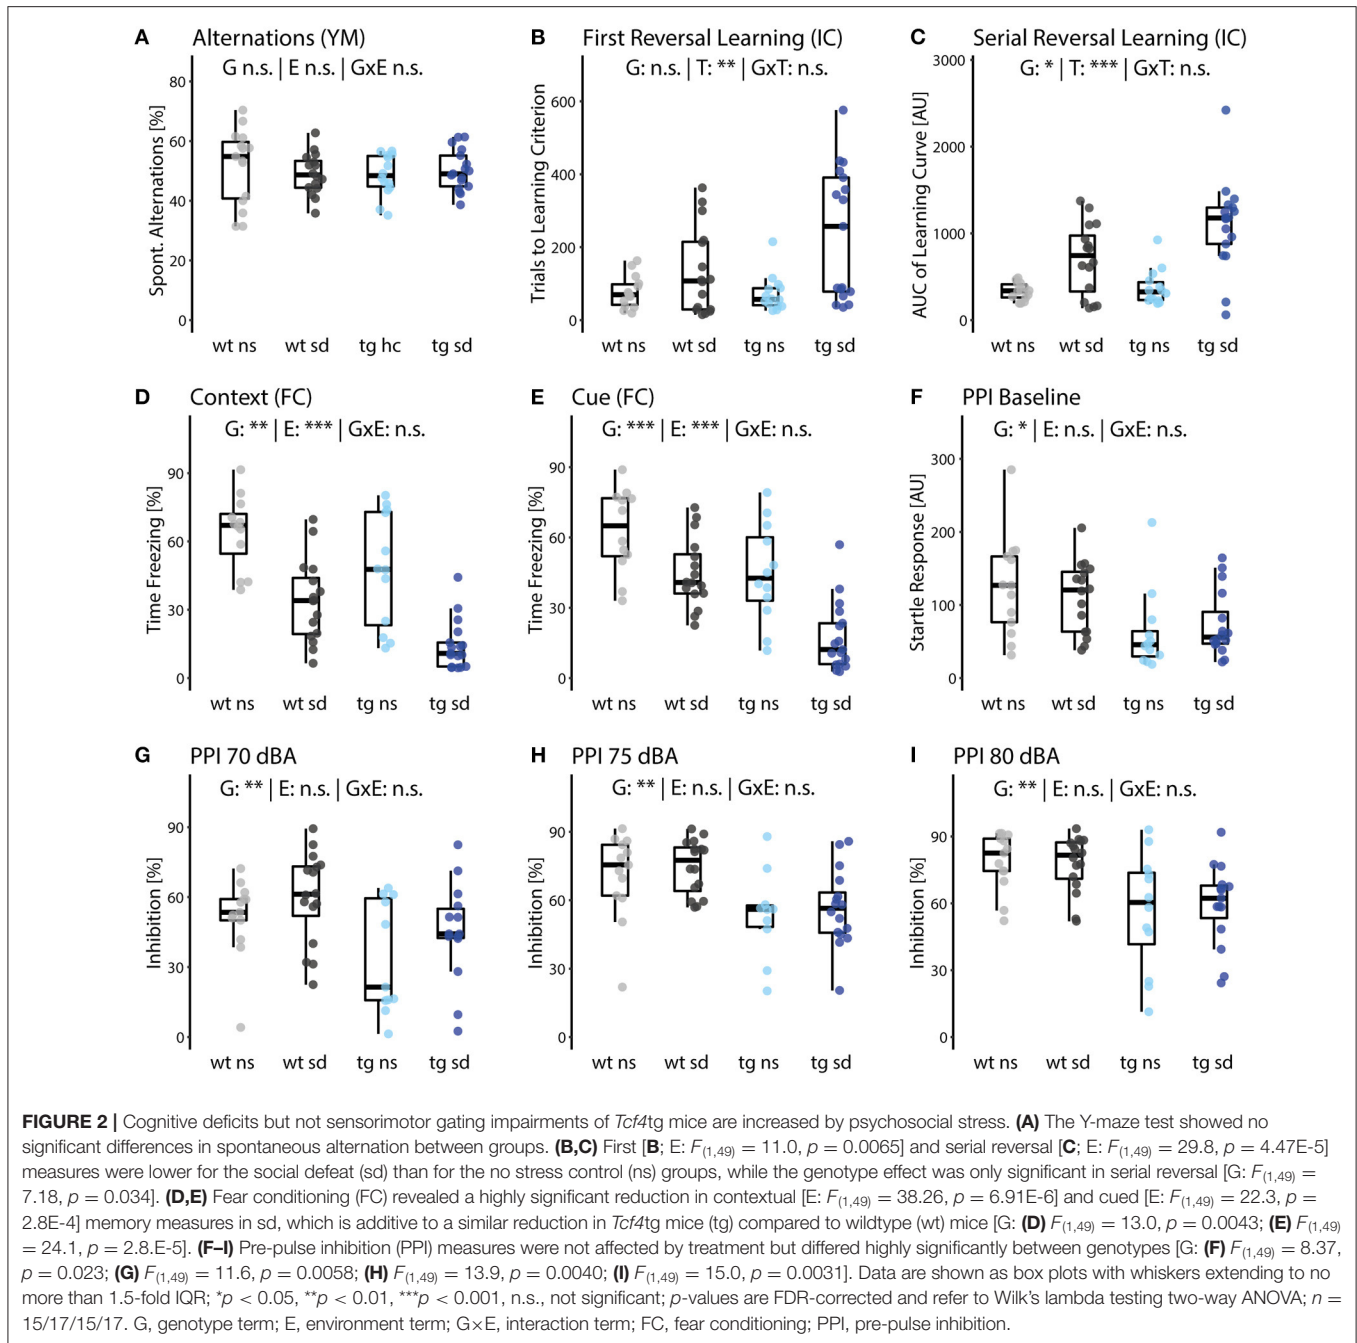 A Alternations (YM)
G n.s. | E n.s. | GxE n.s.
Spont. Alternations [%]
80
60
40
20
0
wt ns wt sd tg hc tg sd
B First Reversal Learning (IC)
G: n.s. | T: ** | GxT: n.s.
Trials to Learning Criterion
600
400
200
0
wt ns wt sd tg ns tg sd
C Serial Reversal Learning (IC)
G: * | T: *** | GxT: n.s.
AUC of Learning Curve [AU]
3000
2000
1000
0
wt ns wt sd tg ns tg sd
D Context (FC)
G: ** | E: *** | GxE: n.s.
Time Freezing [%]
90
60
30
0
wt ns wt sd tg ns tg sd
E Cue (FC)
G: *** | E: *** | GxE: n.s.
Time Freezing [%]
90
60
30
0
wt ns wt sd tg ns tg sd
F PPI Baseline
G: * | E: n.s. | GxE: n.s.
Startle Response [AU]
300
200
100
0
wt ns wt sd tg ns tg sd
G PPI 70 dBA
G: ** | E: n.s. | GxE: n.s.
Inhibition [%]
90
60
30
0
wt ns wt sd tg ns tg sd
H PPI 75 dBA
G: ** | E: n.s. | GxE: n.s.
Inhibition [%]
90
60
30
0
wt ns wt sd tg ns tg sd
I PPI 80 dBA
G: ** | E: n.s. | GxE: n.s.
Inhibition [%]
90
60
30
0
wt ns wt sd tg ns tg sd
FIGURE 2 | Cognitive deficits but not sensorimotor gating impairments of Tcf4tg mice are increased by psychosocial stress. (A) The Y-maze test showed no
significant differences in spontaneous alternation between groups. (B,C) First [B; E: F(1,49) = 11.0, p = 0.0065] and serial reversal [C; E: F(1,49) = 29.8, p = 4.47E-5]
measures were lower for the social defeat (sd) than for the no stress control (ns) groups, while the genotype effect was only significant in serial reversal [G: F(1,49) =
7.18, p = 0.034]. (D,E) Fear conditioning (FC) revealed a highly significant reduction in contextual [E: F(1,49) = 38.26, p = 6.91E-6] and cued [E: F(1,49) = 22.3, p =
2.8E-4] memory measures in sd, which is additive to a similar reduction in Tcf4tg mice (tg) compared to wildtype (wt) mice [G: (D) F(1,49) = 13.0, p = 0.0043; (E) F(1,49)
= 24.1, p = 2.8.E-5]. (F–I) Pre-pulse inhibition (PPI) measures were not affected by treatment but differed highly significantly between genotypes [G: (F) F(1,49) = 8.37,
p = 0.023; (G) F(1,49) = 11.6, p = 0.0058; (H) F(1,49) = 13.9, p = 0.0040; (I) F(1,49) = 15.0, p = 0.0031]. Data are shown as box plots with whiskers extending to no
more than 1.5-fold IQR; *p < 0.05, **p < 0.01, ***p < 0.001, n.s., not significant; p-values are FDR-corrected and refer to Wilk's lambda testing two-way ANOVA; n =
15/17/15/17. G, genotype term; E, environment term; G×E, interaction term; FC, fear conditioning; PPI, pre-pulse inhibition.